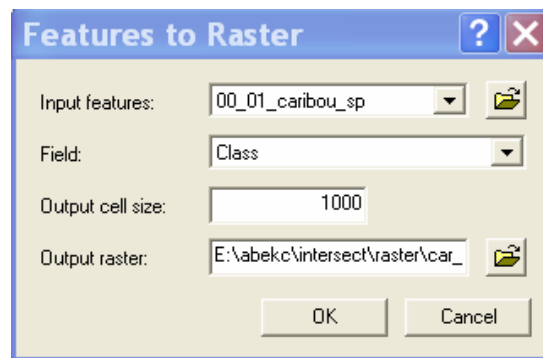 Features to Raster ?
Input features: 00_01_caribou_sp
Field: Class
Output cell size: 1000
Output raster: E:\abekc\intersect\raster\car_
OK Cancel